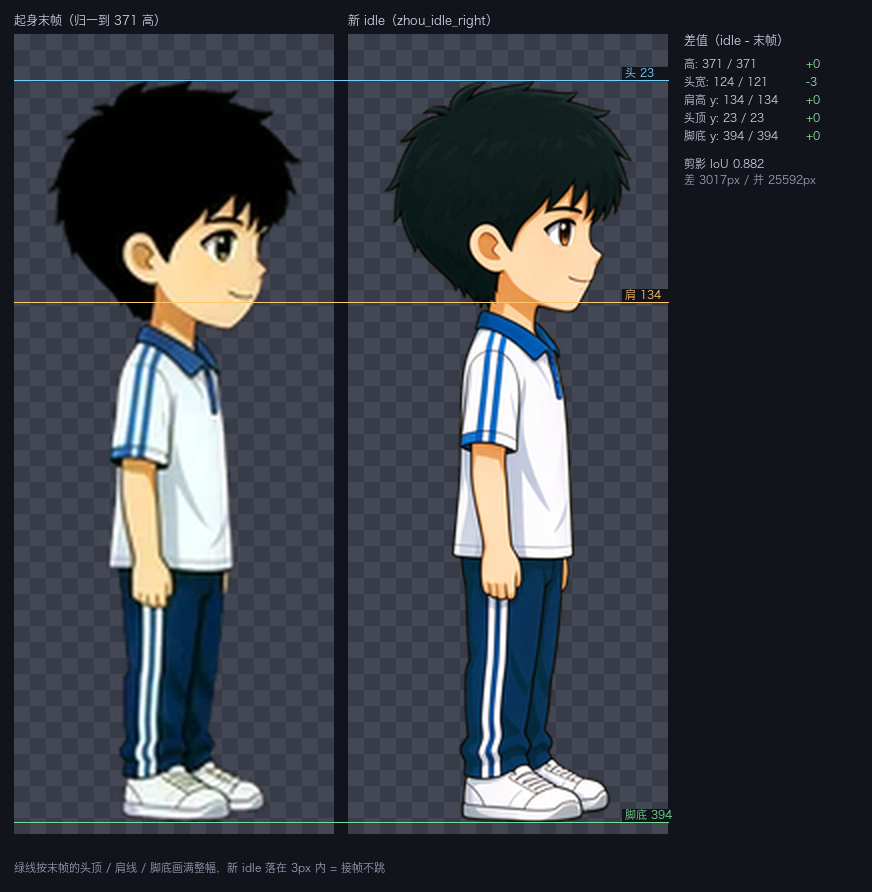 起身末帧（归一到 371 高）
新 idle（zhou_idle_right）
差值（idle - 末帧）
头 23
高: 371 / 371 +0
头宽: 124 / 121 -3
肩高 y: 134 / 134 +0
头顶 y: 23 / 23 +0
脚底 y: 394 / 394 +0
剪影 IoU 0.882
差 3017px / 并 25592px
肩 134
脚底 394
绿线按末帧的头顶 / 肩线 / 脚底画满整幅，新 idle 落在 3px 内 = 接帧不跳